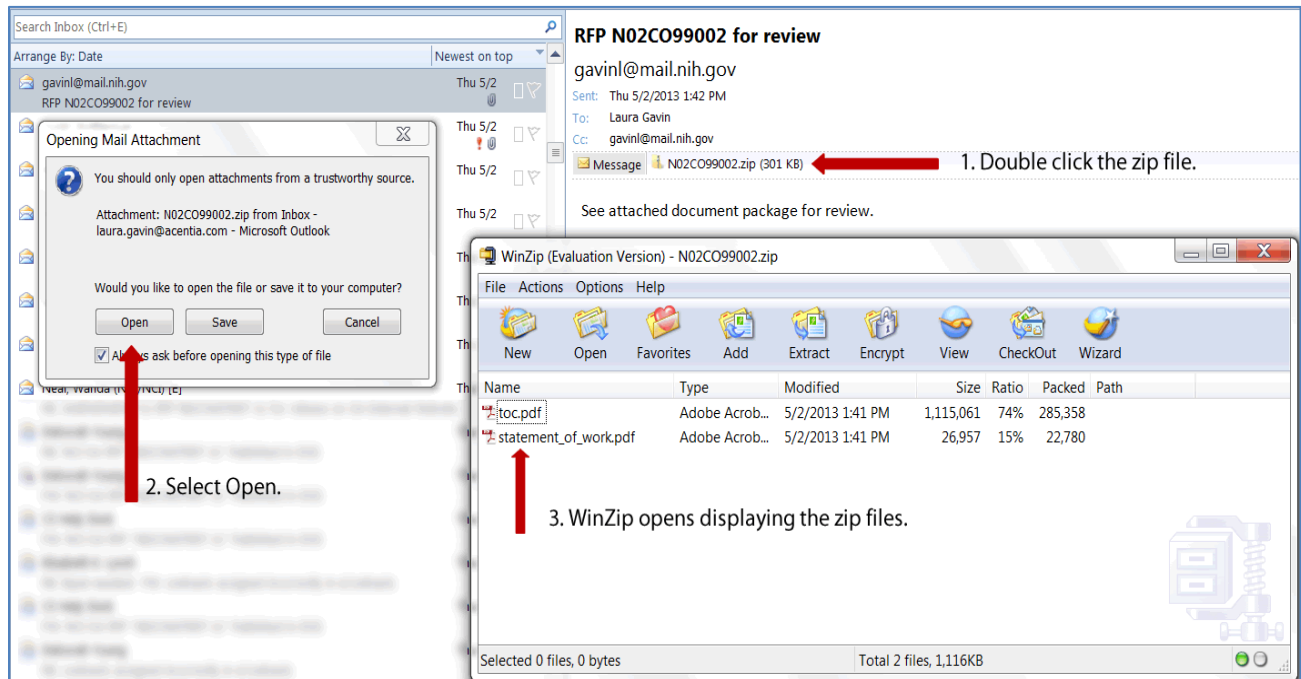 Search Inbox (Ctrl+E)
Arrange By: Date
Newest on top
gavinl@mail.nih.gov
Thu 5/2
RFP N02CO99002 for review
Thu 5/2
Thu 5/2
Thu 5/2
Th
Th
Th
Neal, Wanda (NIH/NCI) [E]
Th
Opening Mail Attachment
You should only open attachments from a trustworthy source.
Attachment: N02CO99002.zip from Inbox -
laura.gavin@acentia.com - Microsoft Outlook
Would you like to open the file or save it to your computer?
Open Save Cancel
Always ask before opening this type of file
2. Select Open.
RFP N02CO99002 for review
gavinl@mail.nih.gov
Sent: Thu 5/2/2013 1:42 PM
To: Laura Gavin
Cc: gavinl@mail.nih.gov
Message N02CO99002.zip (301 KB)
1. Double click the zip file.
See attached document package for review.
WinZip (Evaluation Version) - N02CO99002.zip
File Actions Options Help
New Open Favorites Add Extract Encrypt View CheckOut Wizard
Name Type Modified Size Ratio Packed Path
toc.pdf Adobe Acrob... 5/2/2013 1:41 PM 1,115,061 74% 285,358
statement_of_work.pdf Adobe Acrob... 5/2/2013 1:41 PM 26,957 15% 22,780
3. WinZip opens displaying the zip files.
Selected 0 files, 0 bytes
Total 2 files, 1,116KB